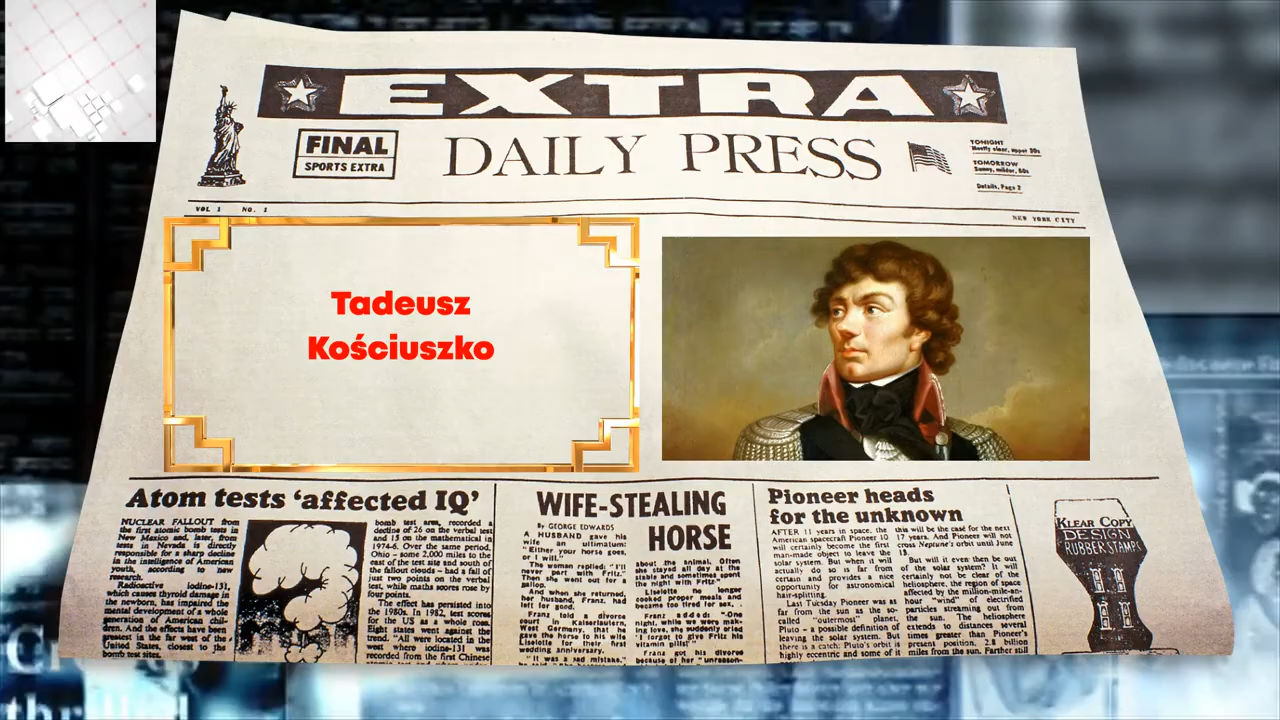 EXTRA
FINAL
SPORTS EXTRA
DAILY PRESS
TONIGHT
Mostly clear, upper 30s
TOMORROW
Sunny, milder, 50s
Details, Page 2
VOL 1 NO. 1
NEW YORK CITY
Tadeusz
Kościuszko
Atom tests ‘affected IQ’
NUCLEAR FALLOUT from
the first atomic bomb tests in
New Mexico and, later, from
tests in Nevada is directly
responsible for a sharp decline
in the intelligence of American
youth, according to some
research.
Radioactive iodine-131,
which causes thyroid damage in
the newborn, has impaired the
mental development of a whole
generation of American chil-
dren. And the effects have been
greatest in the far west of the
United States, closest to the
bomb test sites.
bomb test area, recorded a
decline of 26 on the verbal test
and 15 on the mathematical in
1974-6. Over the same period,
Ohio – some 2,000 miles to the
east of the test site and south of
the fallout clouds – had a fall of
just two points on the verbal
test, while maths scores rose by
four points.
The effect has persisted into
the 1980s. In 1982, test scores
for the US as a whole rose.
Eight states went against the
trend. "All were located in the
west where iodine-131 was
recorded from the first Chinese
WIFE-STEALING
HORSE
By GEORGE EDWARDS
A HUSBAND gave his
wife an ultimatum:
"Either your horse goes,
or I will."
The woman replied: "I'll
never part with Fritz."
Then she went out for a
gallop.
And when she returned,
her husband, Franz, had
left for good.
Franz told a divorce
court in Kaiserlautern,
West Germany, that he
gave the horse to his wife
Liselotte for their first
wedding anniversary.
"It was a sad mistake."
about the animal. Often
she stayed all day at the
stable and sometimes spent
the night with Fritz."
Liselotte no longer
cooked proper meals and
became too tired for sex.
Franz added: "One
night, while we were mak-
ing love, she suddenly cried
'I forgot to give Fritz his
vitamin pills!'
Franz got his divorce
because of her "unreason-
Pioneer heads
for the unknown
AFTER 11 years in space, the
American spacecraft Pioneer 10
will certainly become the first
man-made object to leave the
solar system. But when it will
actually do so is far from
certain and provides a nice
opportunity for astronomical
hair-splitting.
Last Tuesday Pioneer was as
far from the sun as the so-
called "outermost" planet,
Pluto – a possible definition of
leaving the solar system. But
there is a catch: Pluto's orbit is
highly eccentric and some of it
this will be the case for the next
17 years. And Pioneer will not
cross Neptune's orbit until June
13.
But will it even then be out
of the solar system? It will
certainly not be clear of the
heliosphere, the region of space
affected by the million-mile-an-
hour "wind" of electrified
particles streaming out from
the sun. The heliosphere
extends to distances several
times greater than Pioneer's
present position, 2.8 billion
miles from the sun. Farther still
KLEAR COPY
DESIGN
RUBBER STAMPS